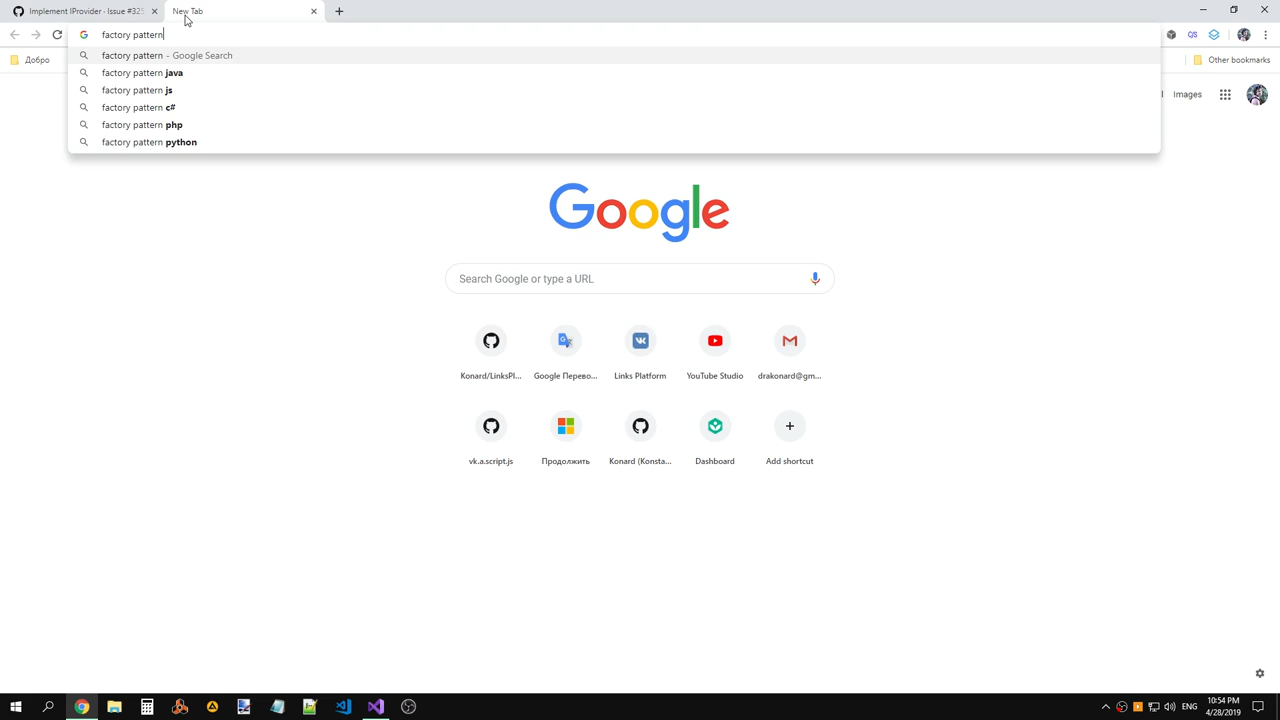 Implement IProvider · Issue #325
New Tab
factory pattern
Добро
Other bookmarks
factory pattern - Google Search
factory pattern java
factory pattern js
factory pattern c#
factory pattern php
factory pattern python
Images
Google
Search Google or type a URL
Konard/LinksPl...
Google Перево...
Links Platform
YouTube Studio
drakonard@gm...
vk.a.script.js
Продолжить
Konard (Konsta...
Dashboard
Add shortcut
ENG
10:54 PM
4/28/2019